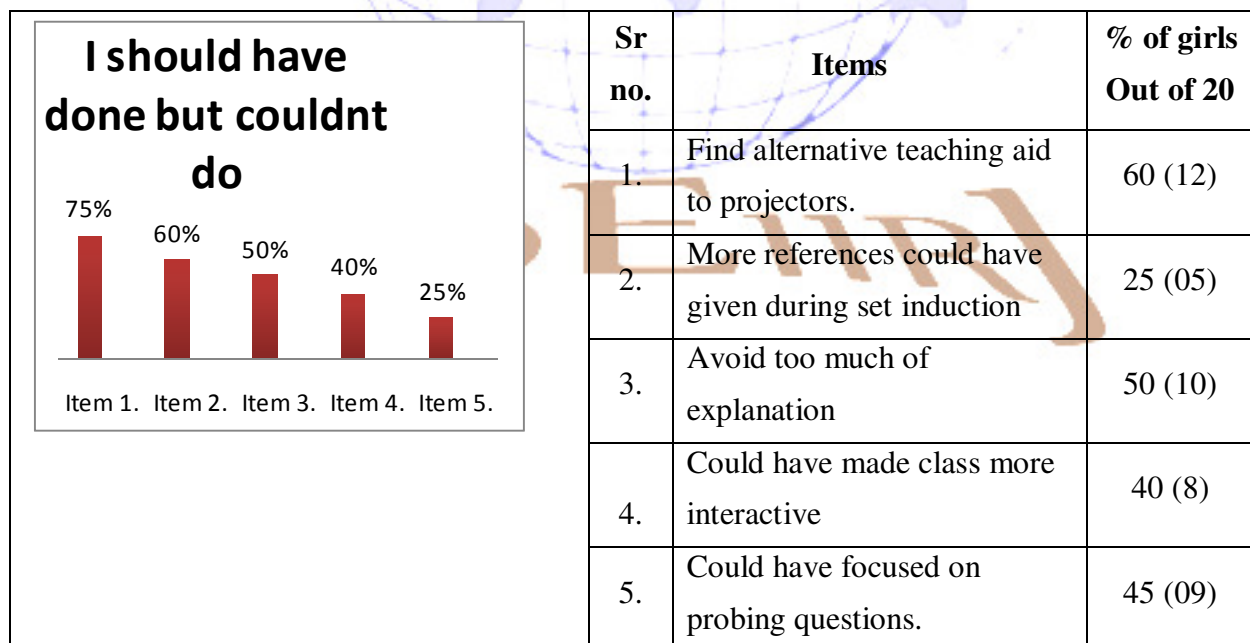 I should have
done but couldnt
do
75%
60%
50%
40%
25%
Item 1. Item 2. Item 3. Item 4. Item 5.
Sr no. Items % of girls Out of 20
1. Find alternative teaching aid
to projectors. 60 (12)
2. More references could have
given during set induction 25 (05)
3. Avoid too much of
explanation 50 (10)
4. Could have made class more
interactive 40 (8)
5. Could have focused on
probing questions. 45 (09)